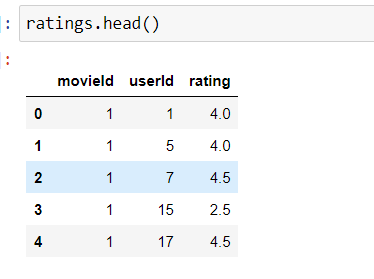 ]: ratings.head()
]:
movieId userId rating
0 1 1 4.0
1 1 5 4.0
2 1 7 4.5
3 1 15 2.5
4 1 17 4.5